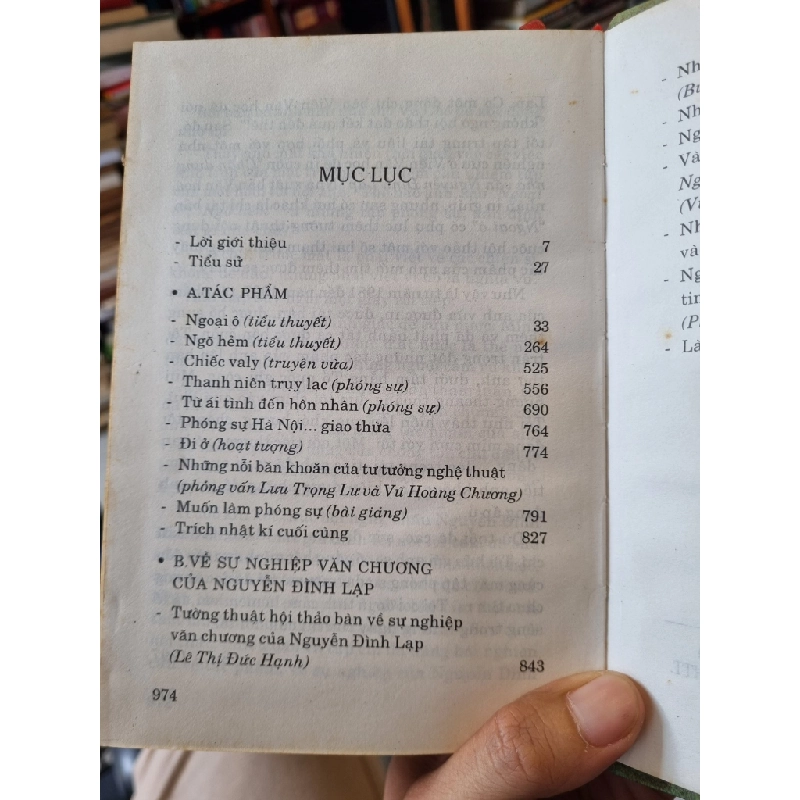 MỤC LỤC
- Lời giới thiệu 7
- Tiểu sử 27
• A.TÁC PHẨM
- Ngoại ô (tiểu thuyết) 33
- Ngõ hẻm (tiểu thuyết) 264
- Chiếc valy (truyện vừa) 525
- Thanh niên trụy lạc (phóng sự) 556
- Từ ái tình đến hôn nhân (phóng sự) 690
- Phóng sự Hà Nội... giao thừa 764
- Đi ở (hoạt tượng) 774
- Những nỗi băn khoăn của tư tưởng nghệ thuật
(phỏng vấn Lưu Trọng Lư và Vũ Hoàng Chương)
- Muốn làm phóng sự (bài giảng) 791
- Trích nhật kí cuối cùng 827
• B.VỀ SỰ NGHIỆP VĂN CHƯƠNG
CỦA NGUYỄN ĐÌNH LẠP
- Tường thuật hội thảo bàn về sự nghiệp
văn chương của Nguyễn Đình Lạp
(Lê Thị Đức Hạnh) 843
974